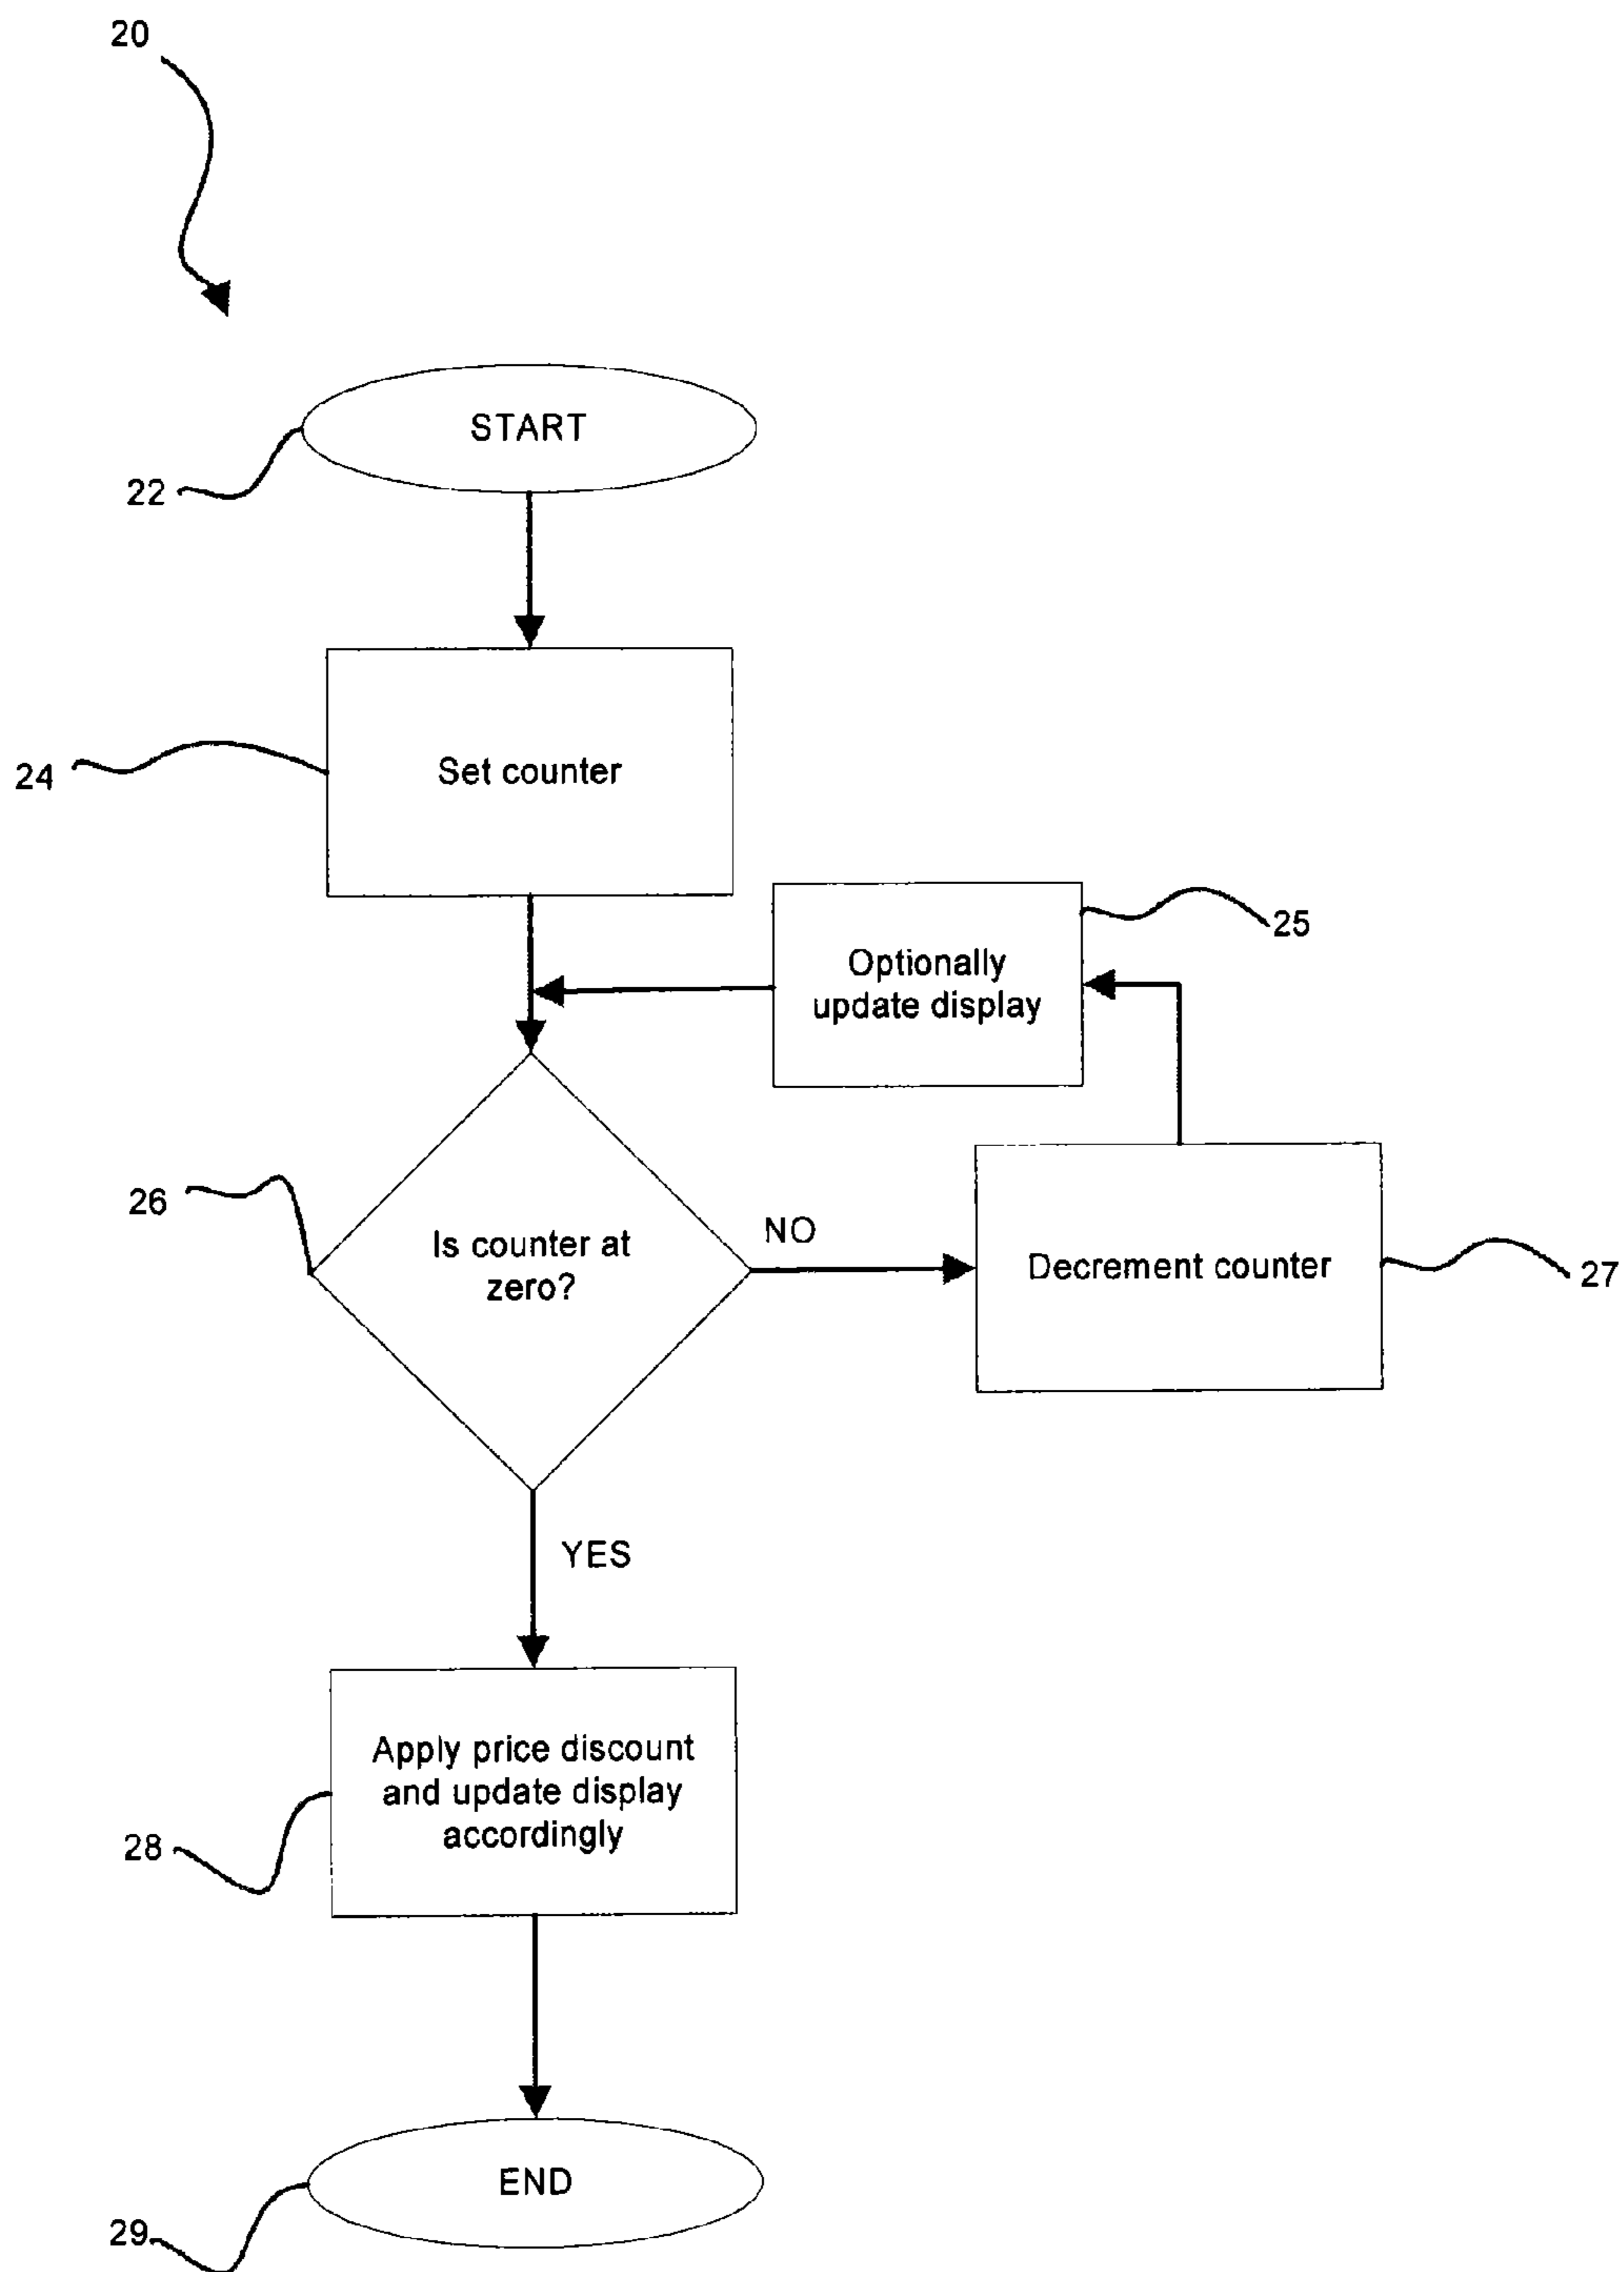 20
START
22
Set counter
24
25
Optionally
update display
26
Is counter at
zero?
NO
Decrement counter
27
YES
Apply price discount
and update display
accordingly
28
END
29